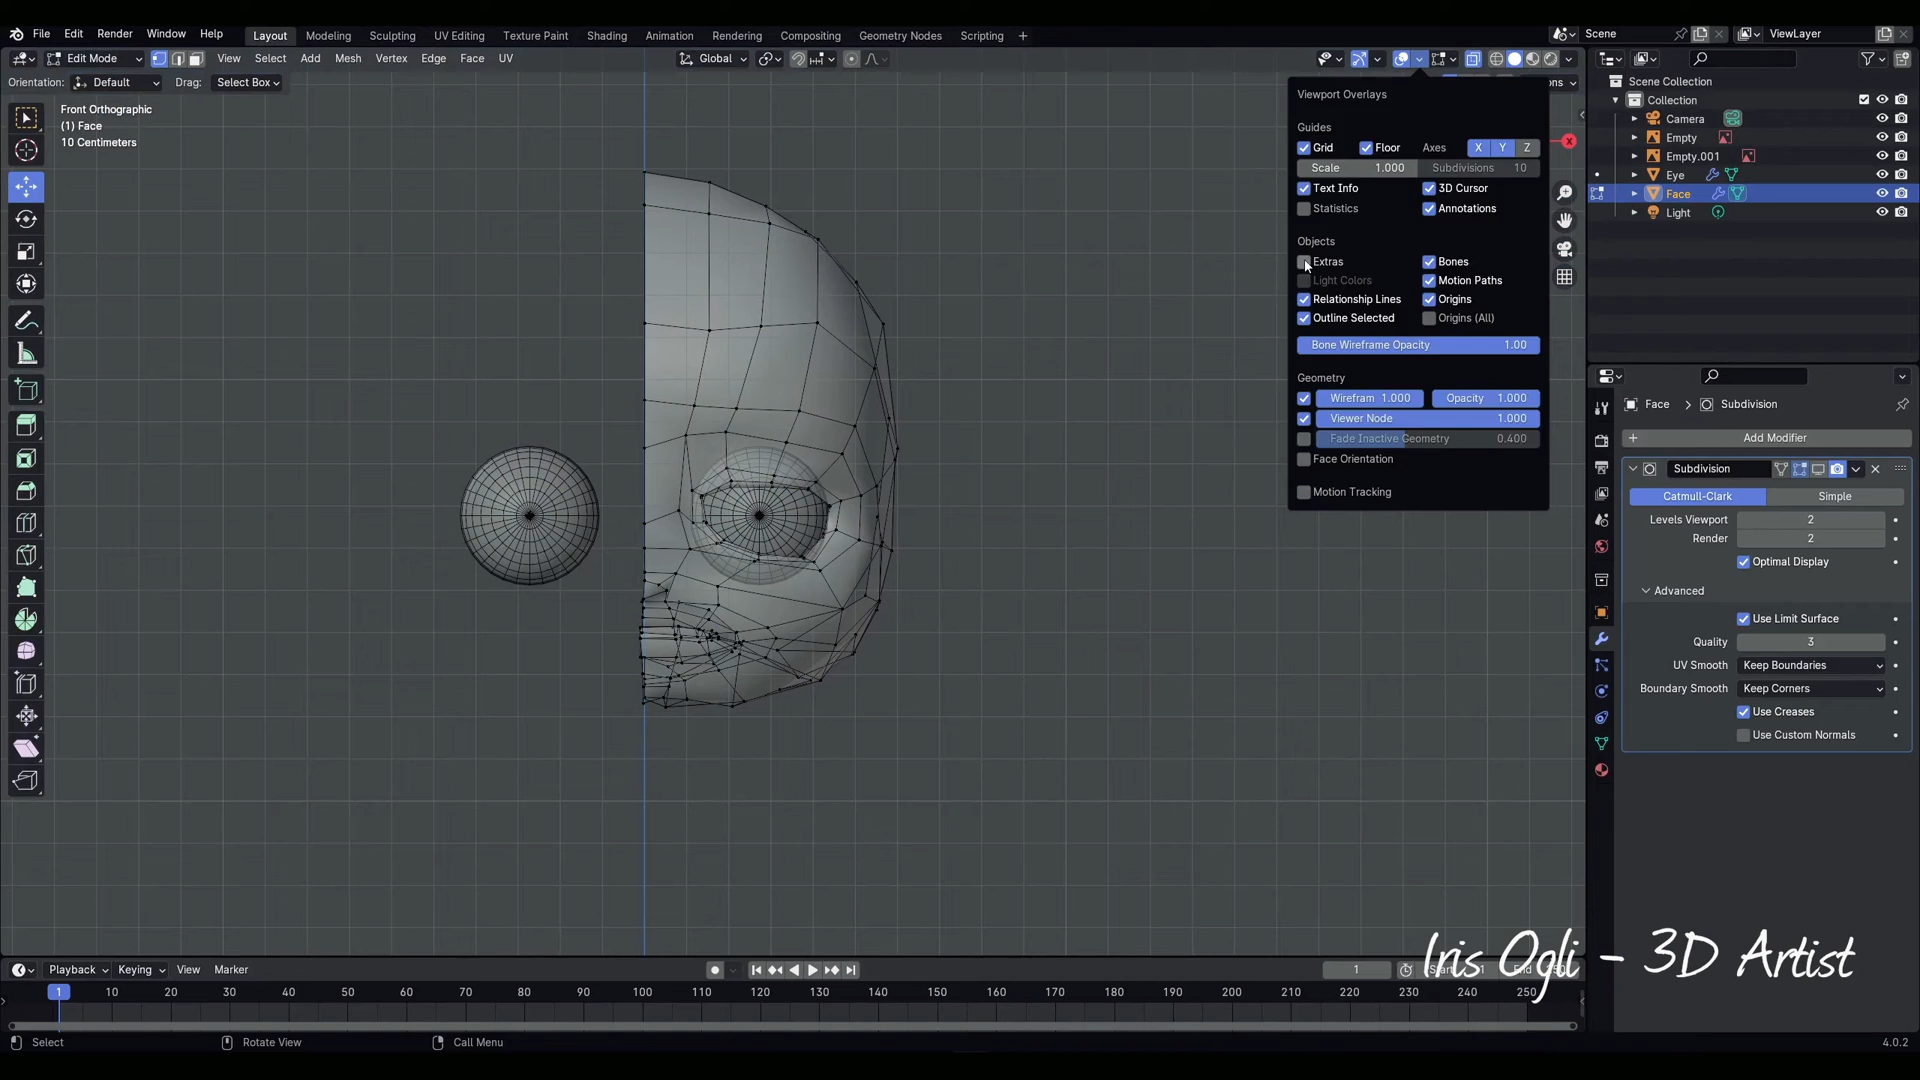 File Edit Render Window Help Layout Modeling Sculpting UV Editing Texture Paint Shading Animation Rendering Compositing Geometry Nodes Scripting Scene ViewLayer
Edit Mode View Select Add Mesh Vertex Edge Face UV Global
Orientation: Default Drag: Select Box
Front Orthographic
(1) Face
10 Centimeters
Viewport Overlays
Guides
Grid Floor Axes X Y Z
Scale 1.000 Subdivisions 10
Text Info 3D Cursor
Statistics Annotations
Objects
Extras Bones
Light Colors Motion Paths
Relationship Lines Origins
Outline Selected Origins (All)
Bone Wireframe Opacity 1.00
Geometry
Wirefram 1.000 Opacity 1.000
Viewer Node 1.000
Fade Inactive Geometry 0.400
Face Orientation
Motion Tracking
X
Scene Collection
Collection
Camera
Empty
Empty.001
Eye
Face
Light
Face > Subdivision
Add Modifier
Subdivision
Catmull-Clark Simple
Levels Viewport 2
Render 2
Optimal Display
Advanced
Use Limit Surface
Quality 3
UV Smooth Keep Boundaries
Boundary Smooth Keep Corners
Use Creases
Use Custom Normals
Iris Ogli - 3D Artist
Playback Keying View Marker 1 End
1 10 20 30 40 50 60 70 80 90 100 110 120 130 140 150 160 170 180 190 200 210 220 230 240 250
Select Rotate View Call Menu 4.0.2